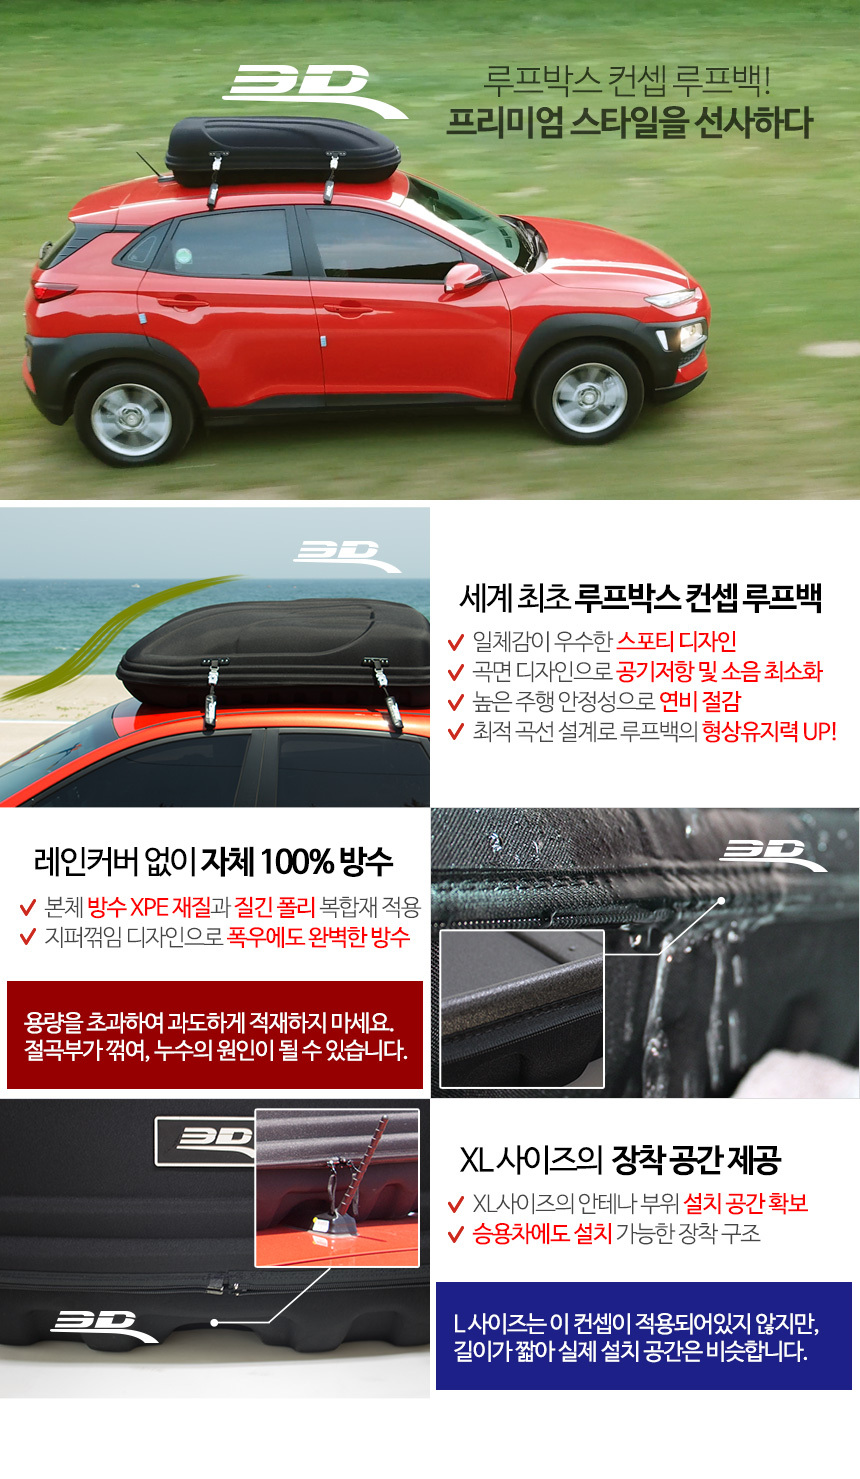 3D
루프박스 컨셉 루프백!
프리미엄 스타일을 선사하다
3D
세계 최초 루프박스 컨셉 루프백
일체감이 우수한 스포티 디자인
곡면 디자인으로 공기저항 및 소음 최소화
높은 주행 안정성으로 연비 절감
최적 곡선 설계로 루프백의 형상유지력 UP!
레인커버 없이 자체 100% 방수
본체 방수 XPE 재질과 질긴 폴리 복합재 적용
지퍼꺾임 디자인으로 폭우에도 완벽한 방수
용량을 초과하여 과도하게 적재하지 마세요.
절곡부가 꺾여, 누수의 원인이 될 수 있습니다.
3D
3D
3D
XL 사이즈의 장착 공간 제공
XL사이즈의 안테나 부위 설치 공간 확보
승용차에도 설치 가능한 장착 구조
L 사이즈는 이 컨셉이 적용되어있지 않지만,
길이가 짧아 실제 설치 공간은 비슷합니다.